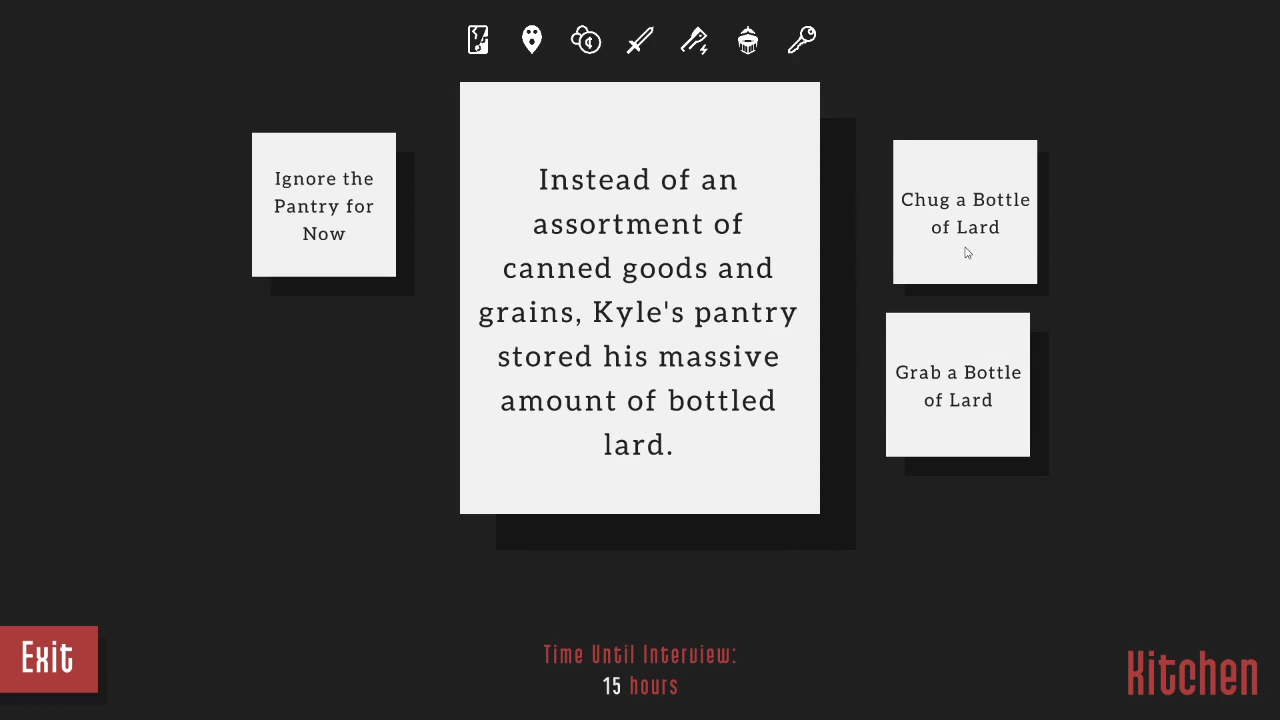 Ignore the
Pantry for
Now
Instead of an
assortment of
canned goods and
grains, Kyle's pantry
stored his massive
amount of bottled
lard.
Chug a Bottle
of Lard
Grab a Bottle
of Lard
Exit
Time Until Interview:
15 hours
Kitchen